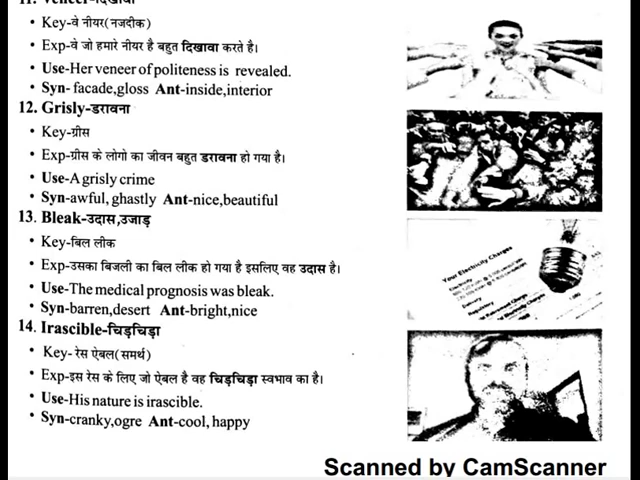 11. Veneer-दिखावा
• Key-वे नीयर(नजदीक)
• Exp-वे जो हमारे नीयर है बहुत दिखावा करते है।
• Use-Her veneer of politeness is revealed.
• Syn- facade,gloss Ant-inside,interior
12. Grisly-डरावना
• Key-ग्रीस
• Exp-ग्रीस के लोगो का जीवन बहुत डरावना हो गया है।
• Use-A grisly crime
• Syn-awful, ghastly Ant-nice,beautiful
13. Bleak-उदास,उजाड़
• Key-बिल लीक
• Exp-उसका बिजली का बिल लीक हो गया है इसलिए वह उदास है।
• Use-The medical prognosis was bleak.
• Syn-barren,desert Ant-bright,nice
Your Electricity Charges
Electricity
Delivery
14. Irascible-चिड़चिड़ा
• Key- रेस ऐबल(समर्थ)
• Exp-इस रेस के लिए जो ऐबल है वह चिड़चिड़ा स्वभाव का है।
• Use-His nature is irascible.
• Syn-cranky,ogre Ant-cool, happy
Scanned by CamScanner